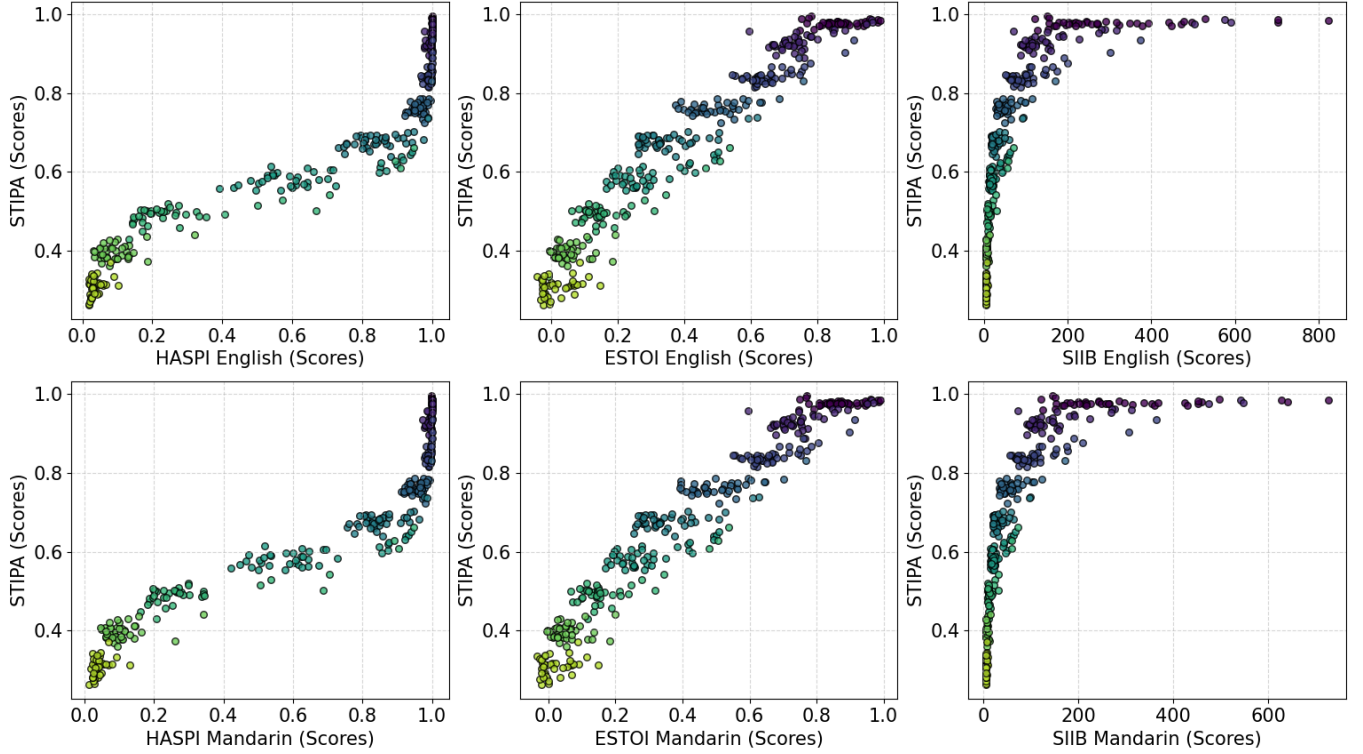 STIPA (Scores)
1.0
0.8
0.6
0.4
0.0 0.2 0.4 0.6 0.8 1.0
HASPI English (Scores)
STIPA (Scores)
1.0
0.8
0.6
0.4
0.0 0.2 0.4 0.6 0.8 1.0
ESTOI English (Scores)
STIPA (Scores)
1.0
0.8
0.6
0.4
0 200 400 600 800
SIIB English (Scores)
STIPA (Scores)
1.0
0.8
0.6
0.4
0.0 0.2 0.4 0.6 0.8 1.0
HASPI Mandarin (Scores)
STIPA (Scores)
1.0
0.8
0.6
0.4
0.0 0.2 0.4 0.6 0.8 1.0
ESTOI Mandarin (Scores)
STIPA (Scores)
1.0
0.8
0.6
0.4
0 200 400 600
SIIB Mandarin (Scores)